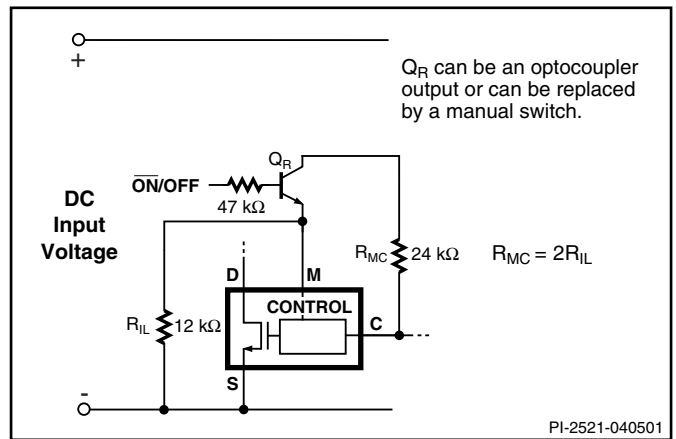 +
Q_R can be an optocoupler
output or can be replaced
by a manual switch.
Q_R
O̅N̅/OFF
47 kΩ
DC
Input
Voltage
R_MC 24 kΩ R_MC = 2R_IL
D M
CONTROL
C
R_IL 12 kΩ
S
-
PI-2521-040501